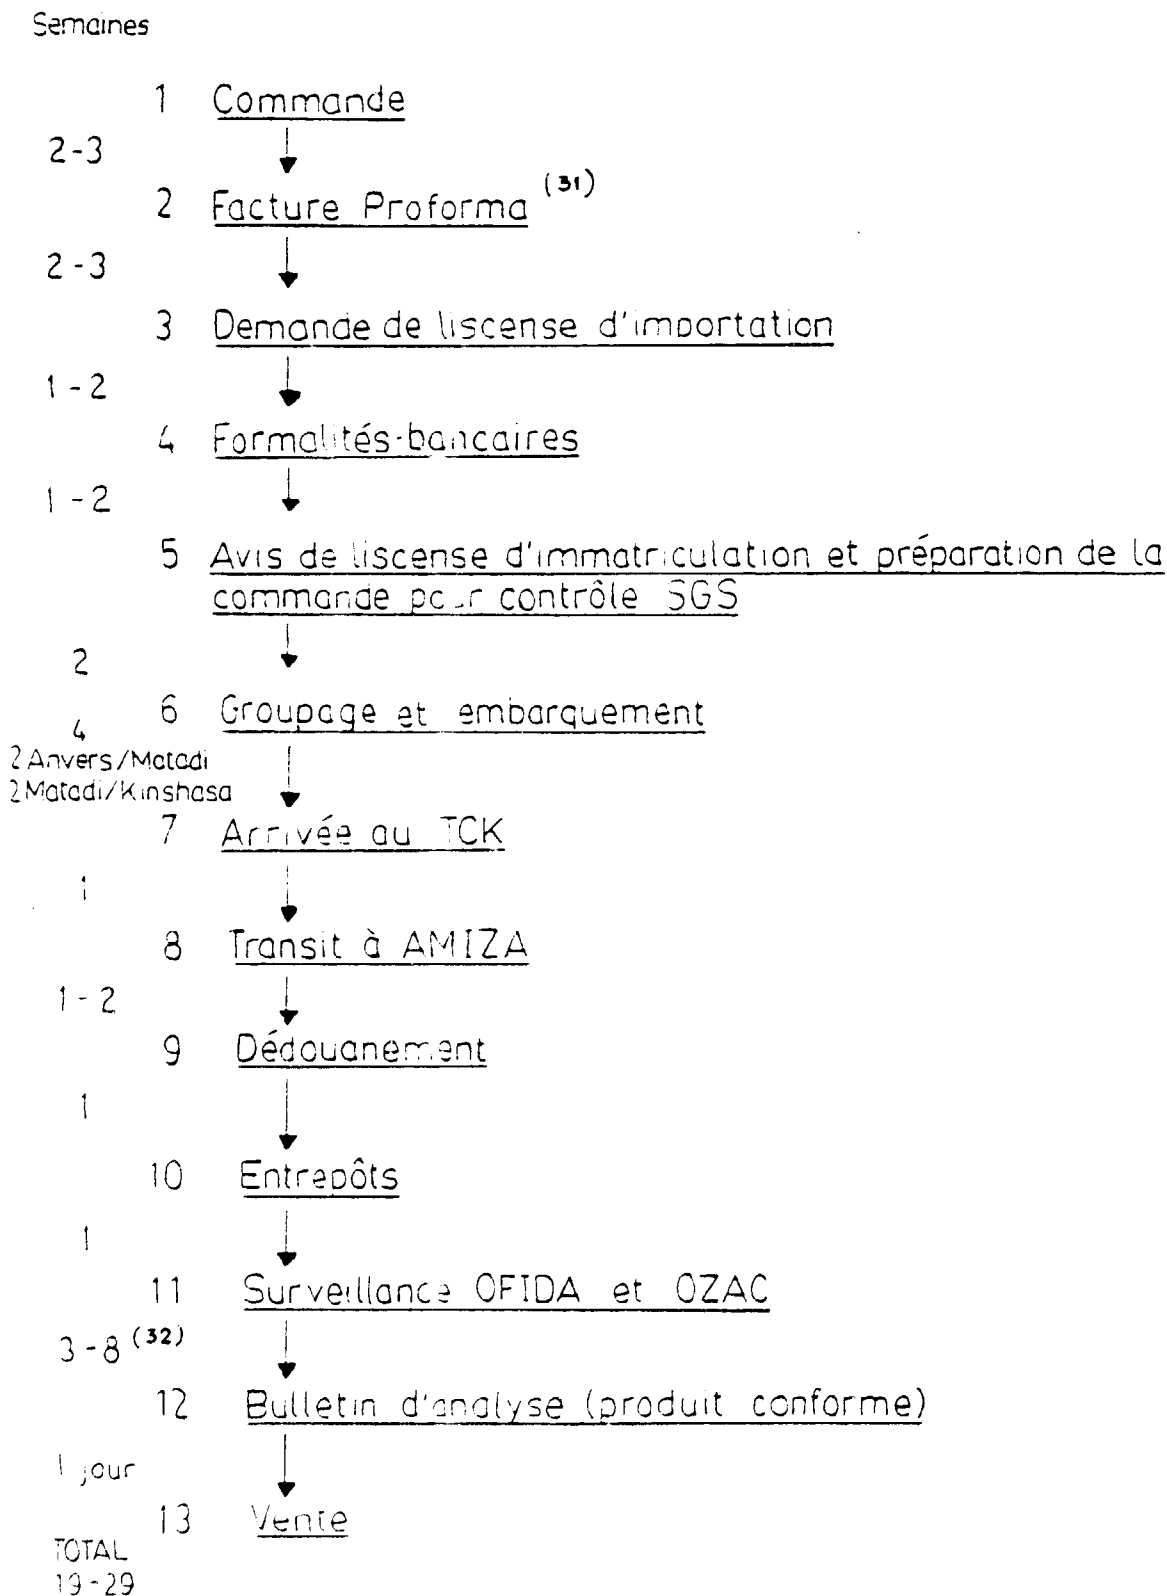 Semaines
1 Commande
2-3
2 Facture Proforma (31)
2-3
3 Demande de liscense d'importation
1-2
4 Formalités-bancaires
1-2
5 Avis de liscense d'immatriculation et préparation de la
commande pour contrôle SGS
2
6 Groupage et embarquement
4
2 Anvers/Matadi
2 Matadi/Kinshasa
7 Arrivée au TCK
1
8 Transit à AMIZA
1-2
9 Dédouanement
1
10 Entrepôts
1
11 Surveillance OFIDA et OZAC
3-8 (32)
12 Bulletin d'analyse (produit conforme)
1 jour
13 Vente
TOTAL
19-29